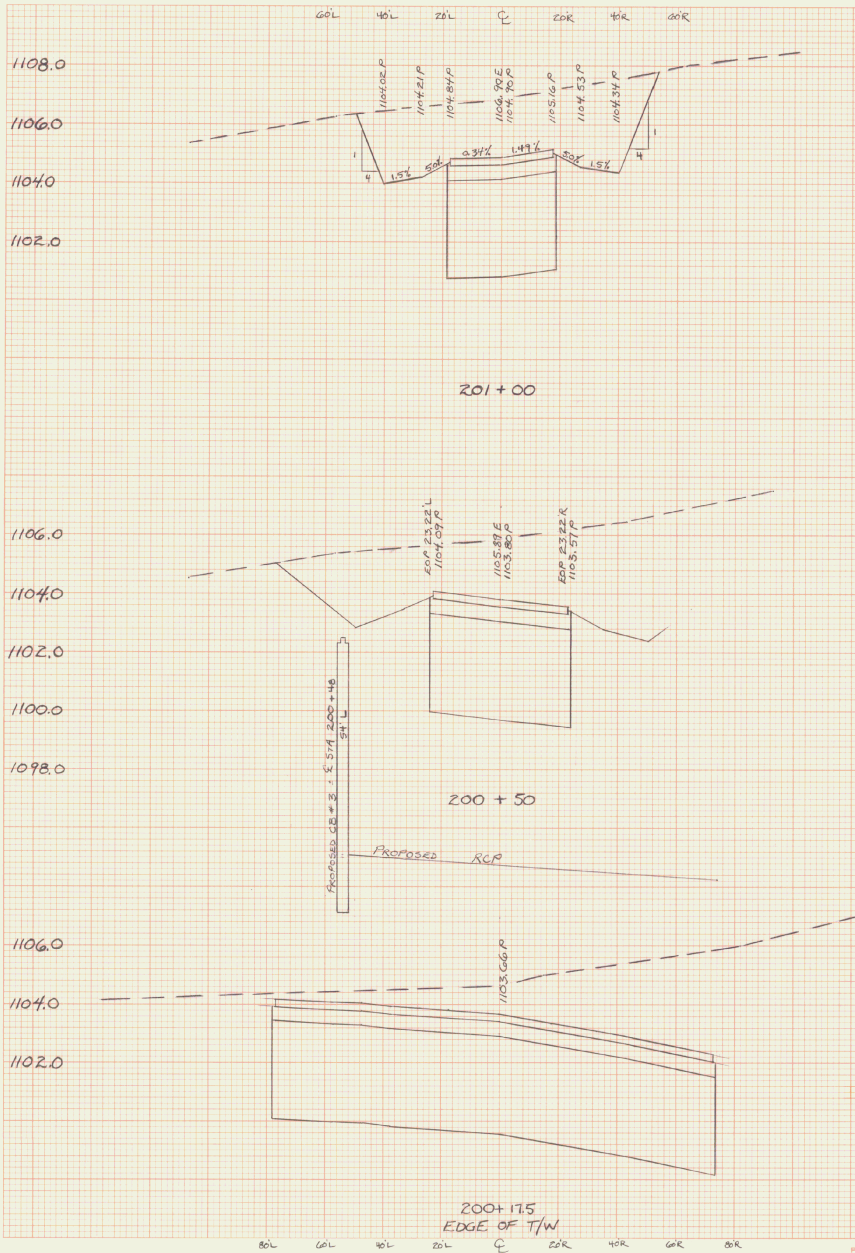 60'L 40'L 20'L ℄ 20'R 40'R 60'R
1108.0
1104.02 P
1104.21 P
1104.84 P
1106.90 E
1104.90 P
1105.16 P
1104.53 P
1104.34 P
1106.0
1 4 1.5% 5.0% 0.34% 1.49% 5.0% 1.5% 4 1
1104.0
1102.0
201 + 00
EOP 23.22' L
1104.09 P
1105.89 E
1103.80 P
EOP 23.22' R
1103.57 P
1106.0
1104.0
1102.0
1100.0
1098.0
PROPOSED CB # 3 : ℄ STA 200 + 48
54' L
200 + 50
PROPOSED RCP
1106.0
1103.66 P
1104.0
1102.0
200 + 17.5
EDGE OF T/W
80'L 60'L 40'L 20'L ℄ 20'R 40'R 60'R 80'R